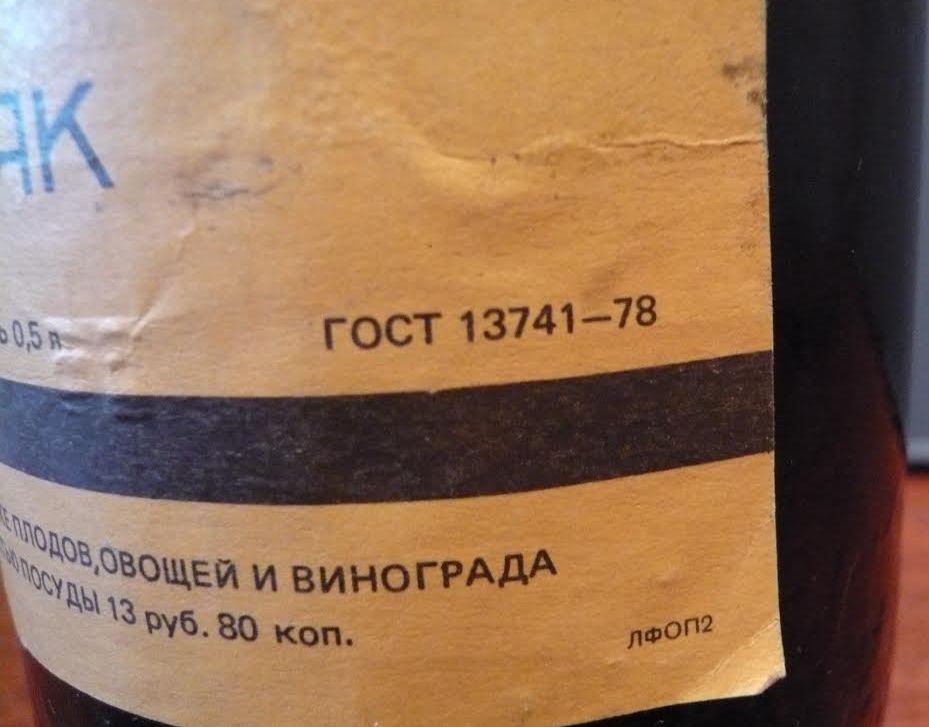 ЯК
0,5 л ГОСТ 13741—78
ПЛОДОВ, ОВОЩЕЙ И ВИНОГРАДА
ПОСУДЫ 13 руб. 80 коп.
ЛФОП2